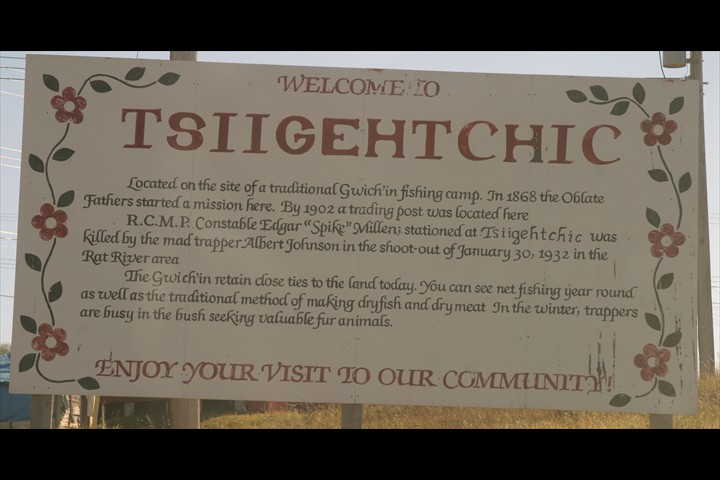 WELCOME TO
TSIIGEHTCHIC
Located on the site of a traditional Gwich'in fishing camp. In 1868 the Oblate
Fathers started a mission here. By 1902 a trading post was located here
R.C.M.P. Constable Edgar "Spike" Millen; stationed at Tsiigehtchic was
killed by the mad trapper Albert Johnson in the shoot-out of January 30, 1932 in the
Rat River area
The Gwich'in retain close ties to the land today. You can see net fishing year round
as well as the traditional method of making dryfish and dry meat In the winter, trappers
are busy in the bush seeking valuable fur animals.
ENJOY YOUR VISIT TO OUR COMMUNITY!